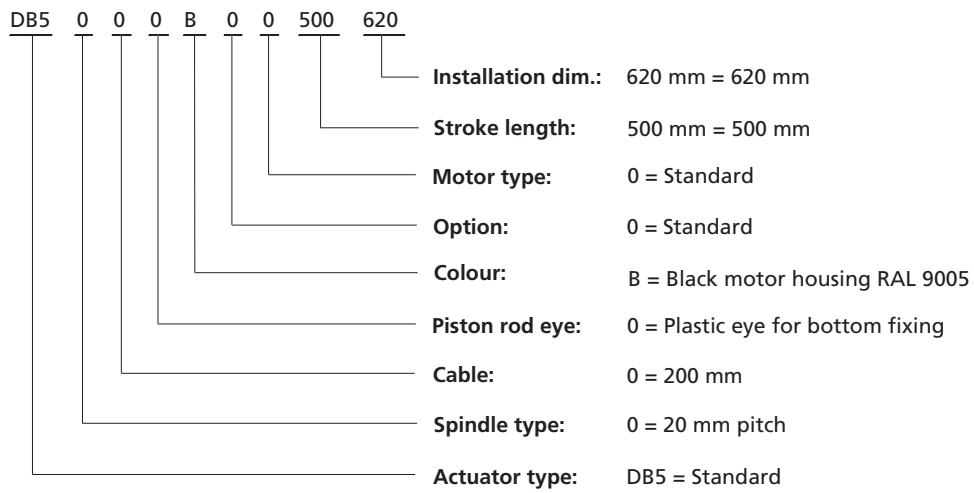 DB5 0 0 0 B 0 0 500 620
Installation dim.: 620 mm = 620 mm
Stroke length: 500 mm = 500 mm
Motor type: 0 = Standard
Option: 0 = Standard
Colour: B = Black motor housing RAL 9005
Piston rod eye: 0 = Plastic eye for bottom fixing
Cable: 0 = 200 mm
Spindle type: 0 = 20 mm pitch
Actuator type: DB5 = Standard